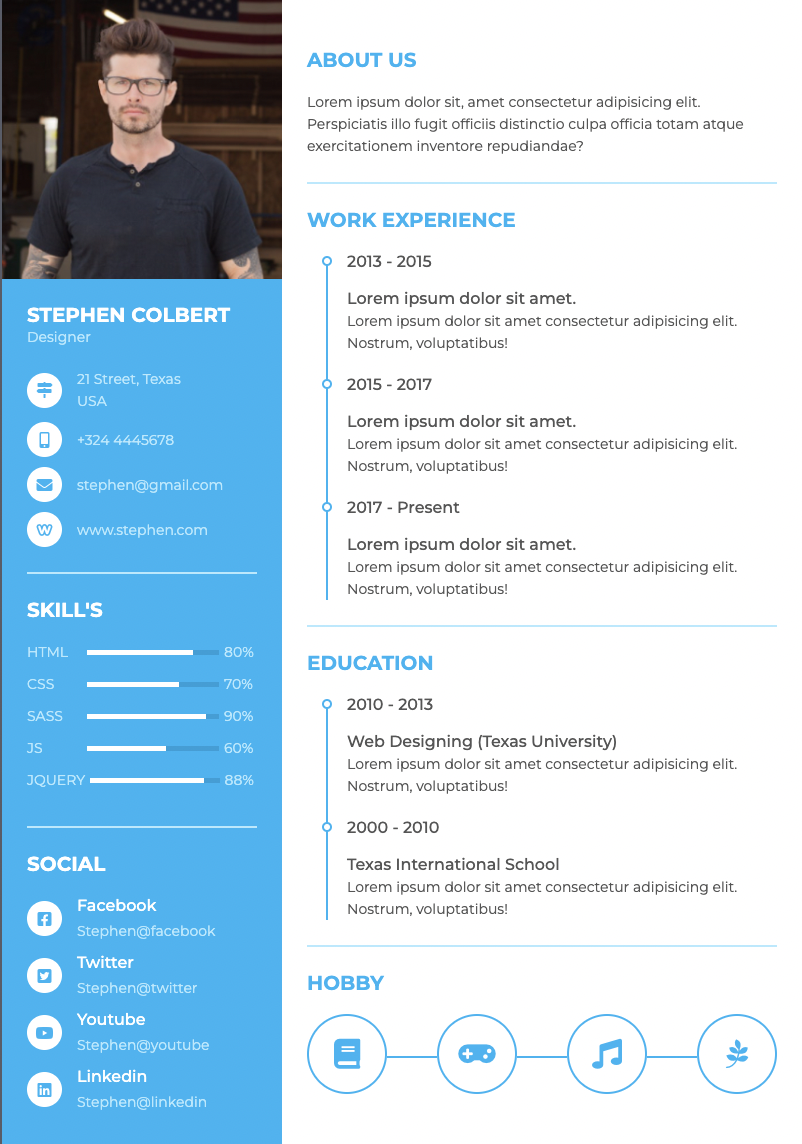 STEPHEN COLBERT
Designer
21 Street, Texas
USA
+324 4445678
stephen@gmail.com
www.stephen.com
SKILL'S
HTML 80%
CSS 70%
SASS 90%
JS 60%
JQUERY 88%
SOCIAL
Facebook
Stephen@facebook
Twitter
Stephen@twitter
Youtube
Stephen@youtube
Linkedin
Stephen@linkedin
ABOUT US
Lorem ipsum dolor sit, amet consectetur adipisicing elit.
Perspiciatis illo fugit officiis distinctio culpa officia totam atque
exercitationem inventore repudiandae?
WORK EXPERIENCE
2013 - 2015
Lorem ipsum dolor sit amet.
Lorem ipsum dolor sit amet consectetur adipisicing elit.
Nostrum, voluptatibus!
2015 - 2017
Lorem ipsum dolor sit amet.
Lorem ipsum dolor sit amet consectetur adipisicing elit.
Nostrum, voluptatibus!
2017 - Present
Lorem ipsum dolor sit amet.
Lorem ipsum dolor sit amet consectetur adipisicing elit.
Nostrum, voluptatibus!
EDUCATION
2010 - 2013
Web Designing (Texas University)
Lorem ipsum dolor sit amet consectetur adipisicing elit.
Nostrum, voluptatibus!
2000 - 2010
Texas International School
Lorem ipsum dolor sit amet consectetur adipisicing elit.
Nostrum, voluptatibus!
HOBBY